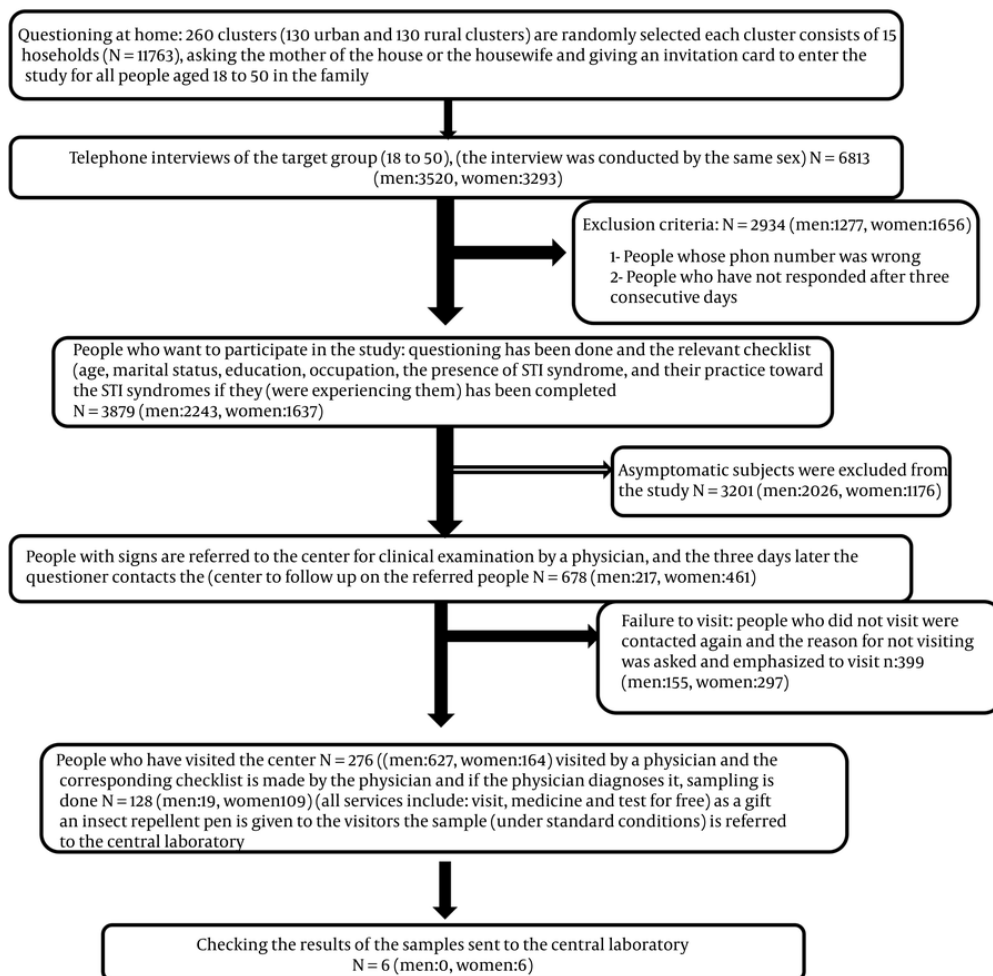 Questioning at home: 260 clusters (130 urban and 130 rural clusters) are randomly selected each cluster consists of 15
hoseholds (N = 11763), asking the mother of the house or the housewife and giving an invitation card to enter the
study for all people aged 18 to 50 in the family
Telephone interviews of the target group (18 to 50), (the interview was conducted by the same sex) N = 6813
(men:3520, women:3293)
Exclusion criteria: N = 2934 (men:1277, women:1656)
1- People whose phon number was wrong
2- People who have not responded after three
consecutive days
People who want to participate in the study: questioning has been done and the relevant checklist
(age, marital status, education, occupation, the presence of STI syndrome, and their practice toward
the STI syndromes if they (were experiencing them) has been completed
N = 3879 (men:2243, women:1637)
Asymptomatic subjects were excluded from
the study N = 3201 (men:2026, women:1176)
People with signs are referred to the center for clinical examination by a physician, and the three days later the
questioner contacts the (center to follow up on the referred people N = 678 (men:217, women:461)
Failure to visit: people who did not visit were
contacted again and the reason for not visiting
was asked and emphasized to visit n:399
(men:155, women:297)
People who have visited the center N = 276 ((men:627, women:164) visited by a physician and the
corresponding checklist is made by the physician and if the physician diagnoses it, sampling is
done N = 128 (men:19, women109) (all services include: visit, medicine and test for free) as a gift
an insect repellent pen is given to the visitors the sample (under standard conditions) is referred
to the central laboratory
Checking the results of the samples sent to the central laboratory
N = 6 (men:0, women:6)